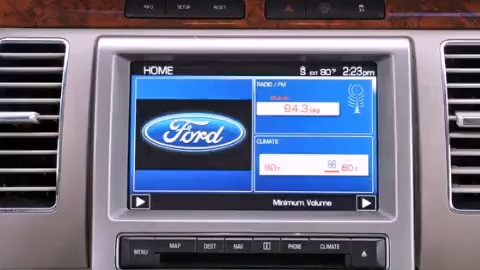 INFO SETUP RESET
HOME EXT 80°F 2:23pm
RADIO / FM
94.3
Ford
CLIMATE
60°F 60°F
Minimum Volume
MENU MAP DEST NAV PHONE CLIMATE